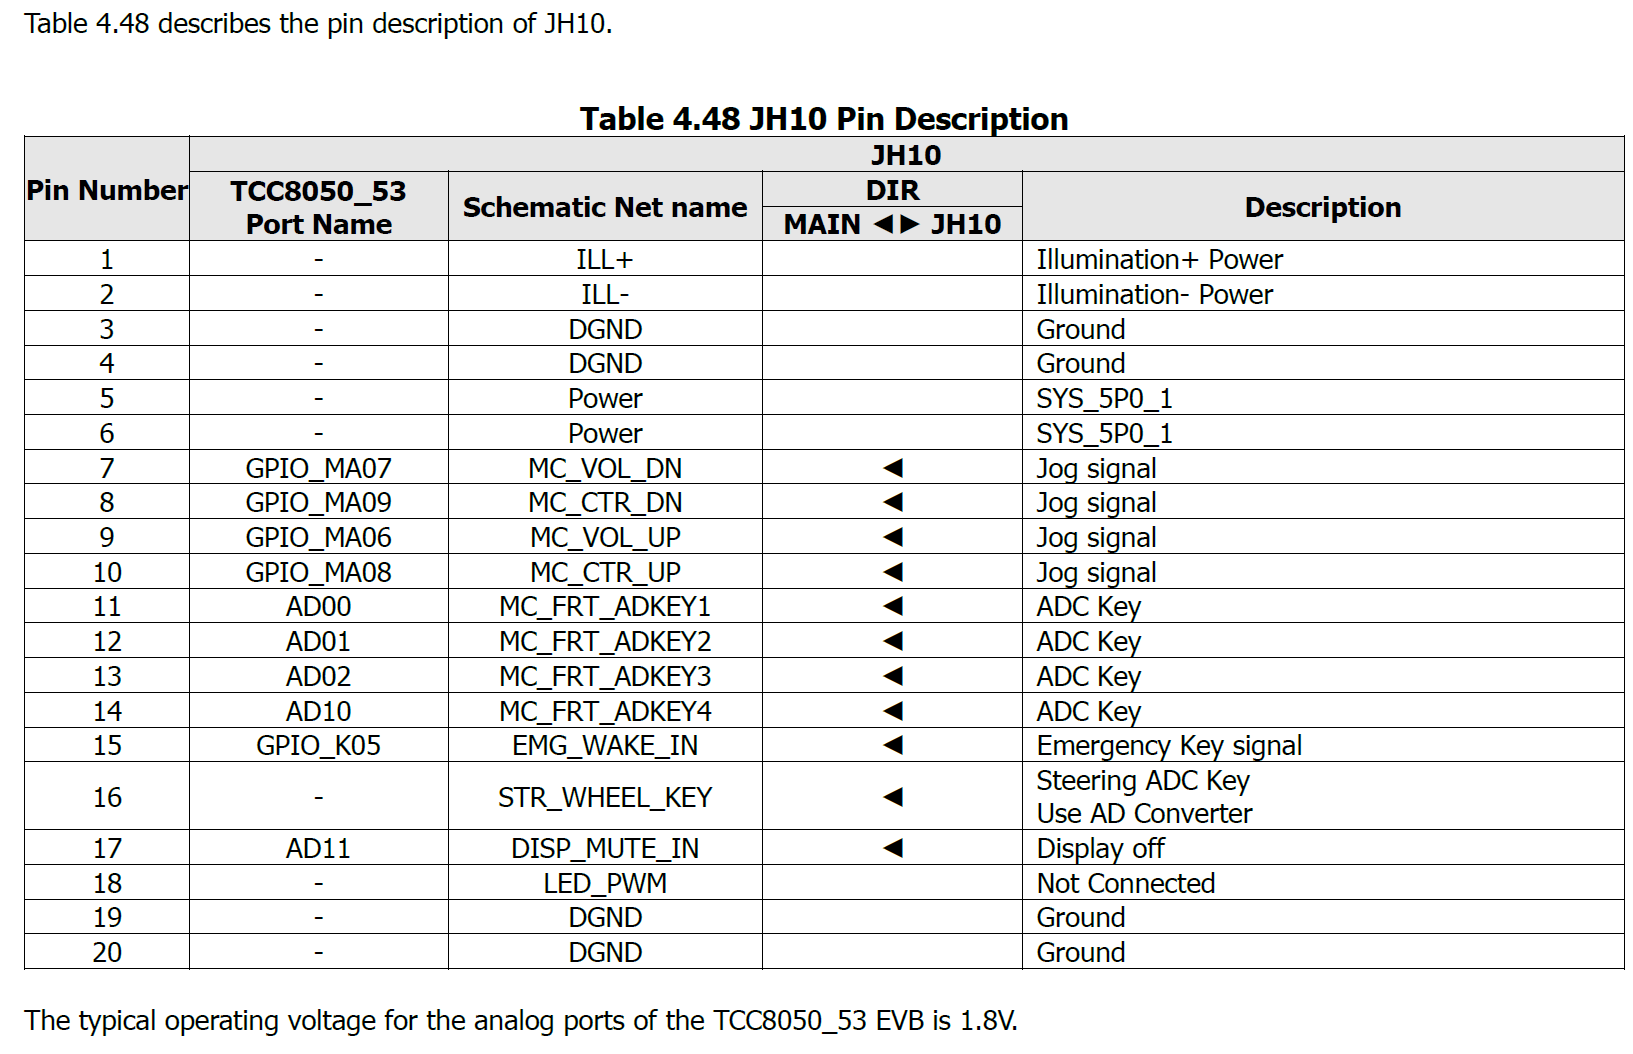 Table 4.48 describes the pin description of JH10.
Table 4.48 JH10 Pin Description
Pin Number
JH10
TCC8050_53
Port Name
Schematic Net name
DIR
MAIN ◄► JH10
Description
1 - ILL+ Illumination+ Power
2 - ILL- Illumination- Power
3 - DGND Ground
4 - DGND Ground
5 - Power SYS_5P0_1
6 - Power SYS_5P0_1
7 GPIO_MA07 MC_VOL_DN ◄ Jog signal
8 GPIO_MA09 MC_CTR_DN ◄ Jog signal
9 GPIO_MA06 MC_VOL_UP ◄ Jog signal
10 GPIO_MA08 MC_CTR_UP ◄ Jog signal
11 AD00 MC_FRT_ADKEY1 ◄ ADC Key
12 AD01 MC_FRT_ADKEY2 ◄ ADC Key
13 AD02 MC_FRT_ADKEY3 ◄ ADC Key
14 AD10 MC_FRT_ADKEY4 ◄ ADC Key
15 GPIO_K05 EMG_WAKE_IN ◄ Emergency Key signal
16 - STR_WHEEL_KEY ◄ Steering ADC Key
Use AD Converter
17 AD11 DISP_MUTE_IN ◄ Display off
18 - LED_PWM Not Connected
19 - DGND Ground
20 - DGND Ground
The typical operating voltage for the analog ports of the TCC8050_53 EVB is 1.8V.